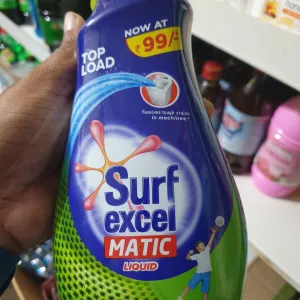 NOW AT
₹99/-
TOP
LOAD
Removes tough stains
in machines
Surf
excel
MATIC
LIQUID